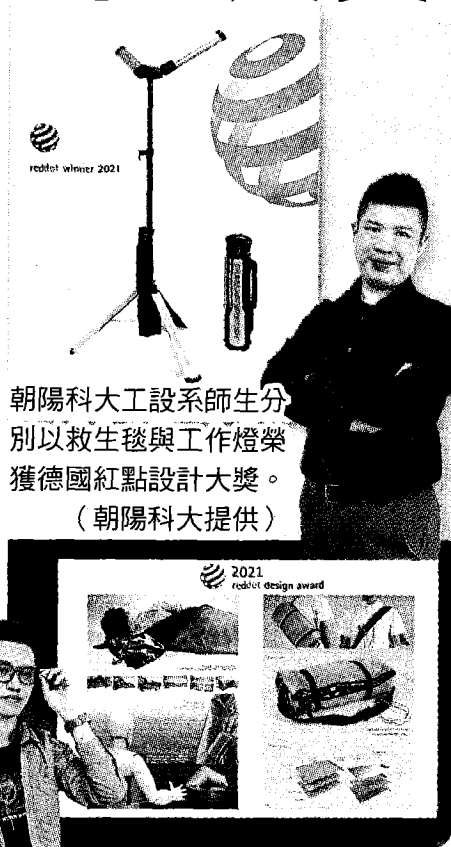 reddot winner 2021
朝陽科大工設系師生分
別以救生毯與工作燈榮
獲德國紅點設計大獎。
（朝陽科大提供）
2021
reddot design award